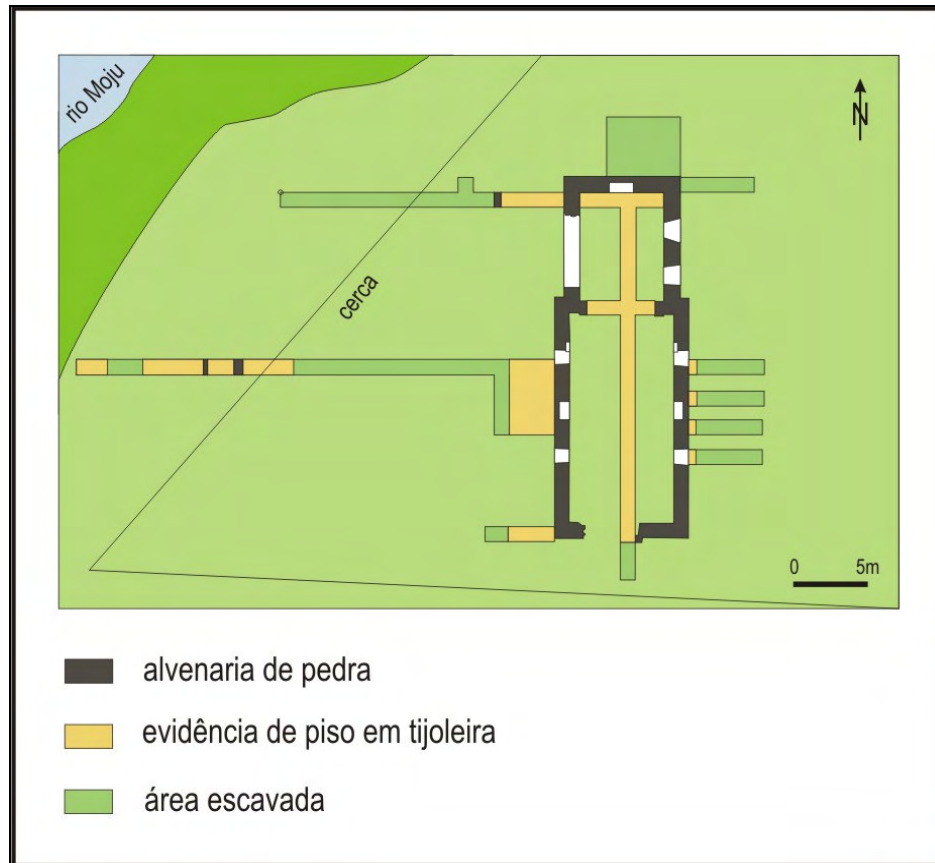 rio Moju
N
cerca
0 5m
alvenaria de pedra
evidência de piso em tijoleira
área escavada